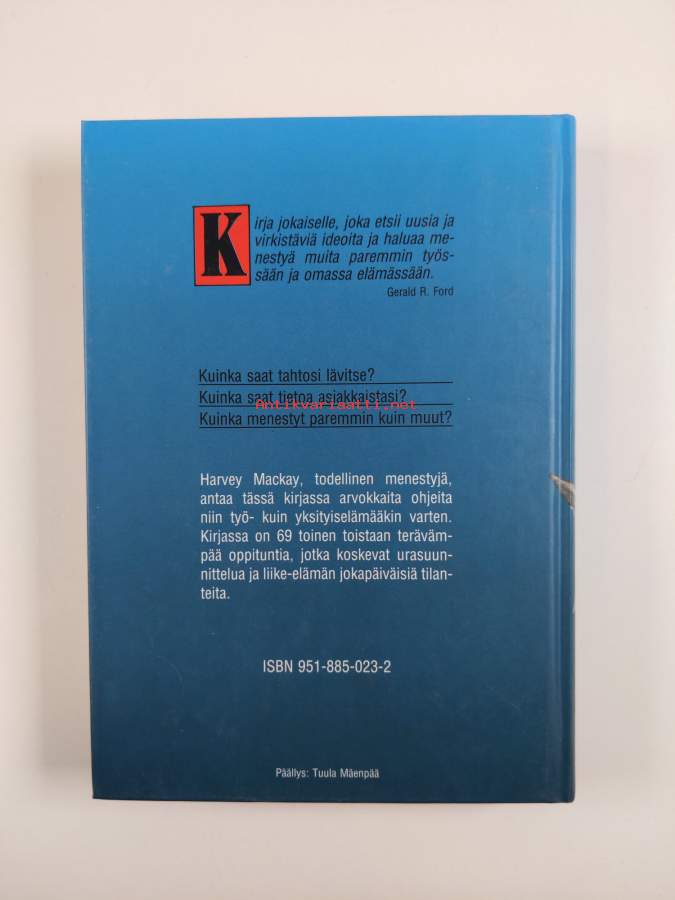 Kirja jokaiselle, joka etsii uusia ja
virkistäviä ideoita ja haluaa me-
nestyä muita paremmin työs-
sään ja omassa elämässään.
Gerald R. Ford
Kuinka saat tahtosi lävitse?
Kuinka saat tietoa asiakkaistasi?
Antikvariaatti.net
Kuinka menestyt paremmin kuin muut?
Harvey Mackay, todellinen menestyjä,
antaa tässä kirjassa arvokkaita ohjeita
niin työ- kuin yksityiselämääkin varten.
Kirjassa on 69 toinen toistaan teräväm-
pää oppituntia, jotka koskevat urasuun-
nittelua ja liike-elämän jokapäiväisiä tilan-
teita.
ISBN 951-885-023-2
Päällys: Tuula Mäenpää